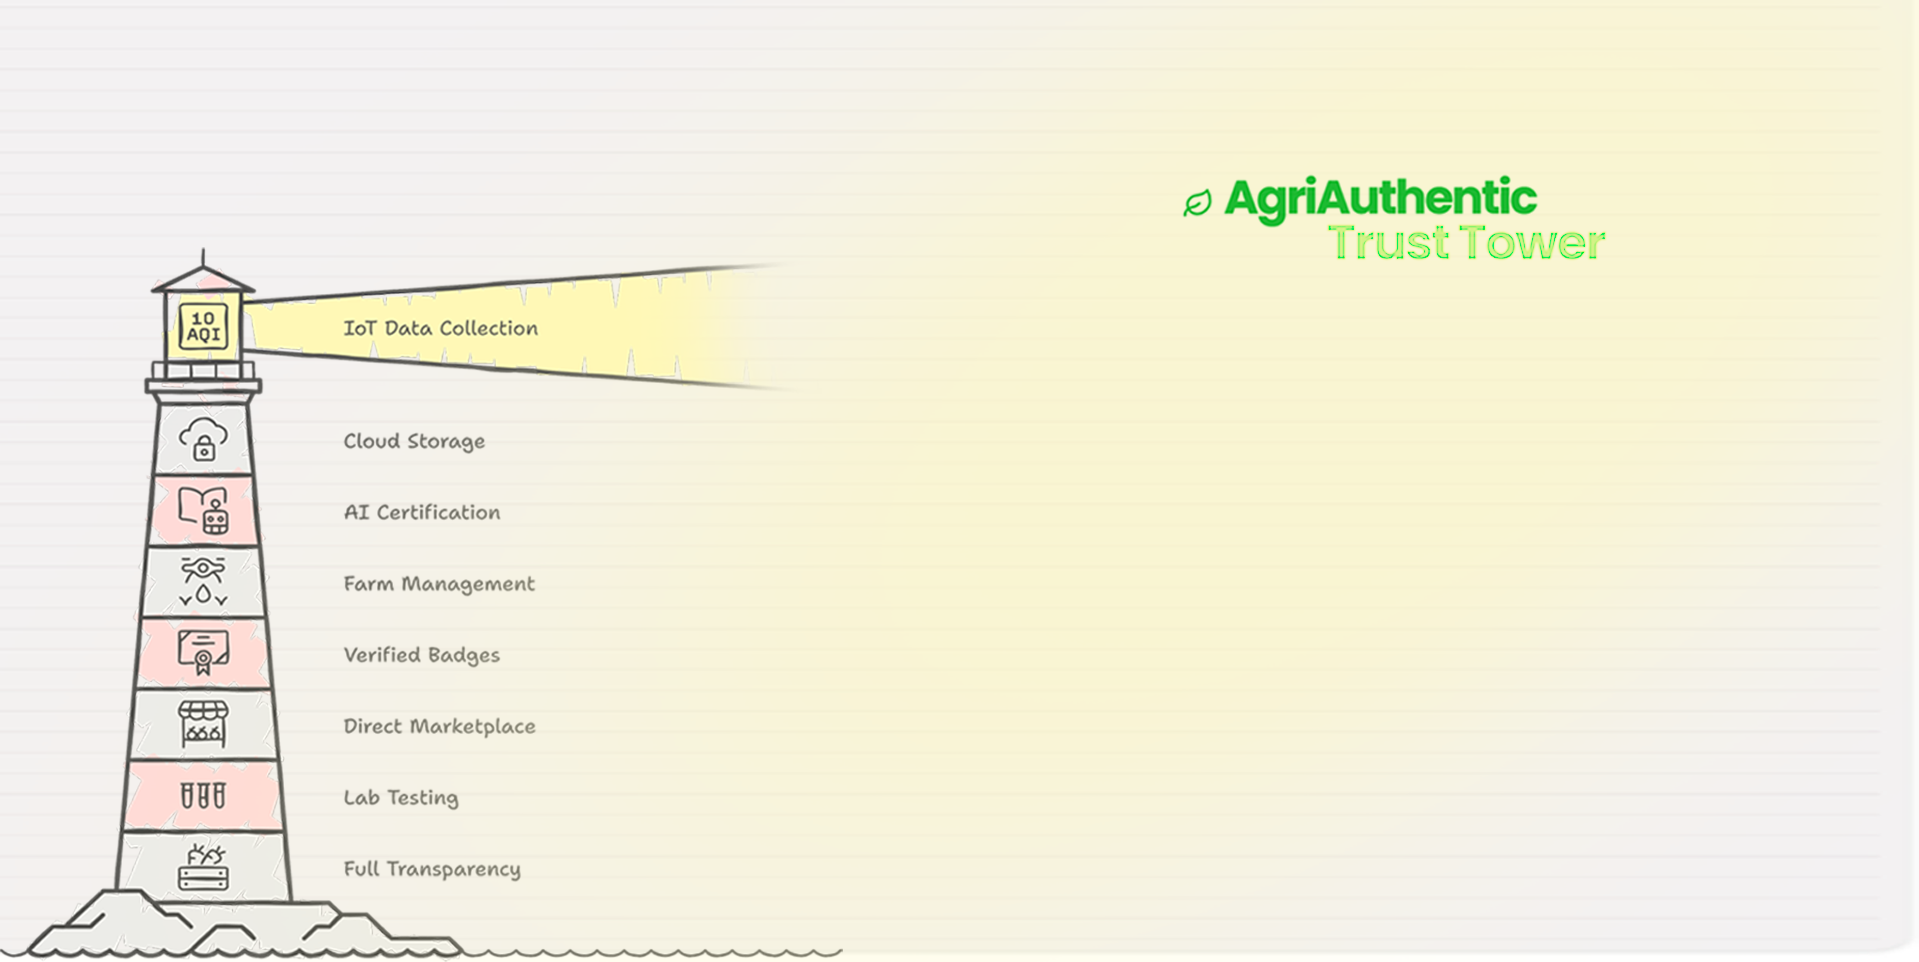 AgriAuthentic
Trust Tower
10
AQI
IoT Data Collection
Cloud Storage
AI Certification
Farm Management
Verified Badges
Direct Marketplace
Lab Testing
Full Transparency